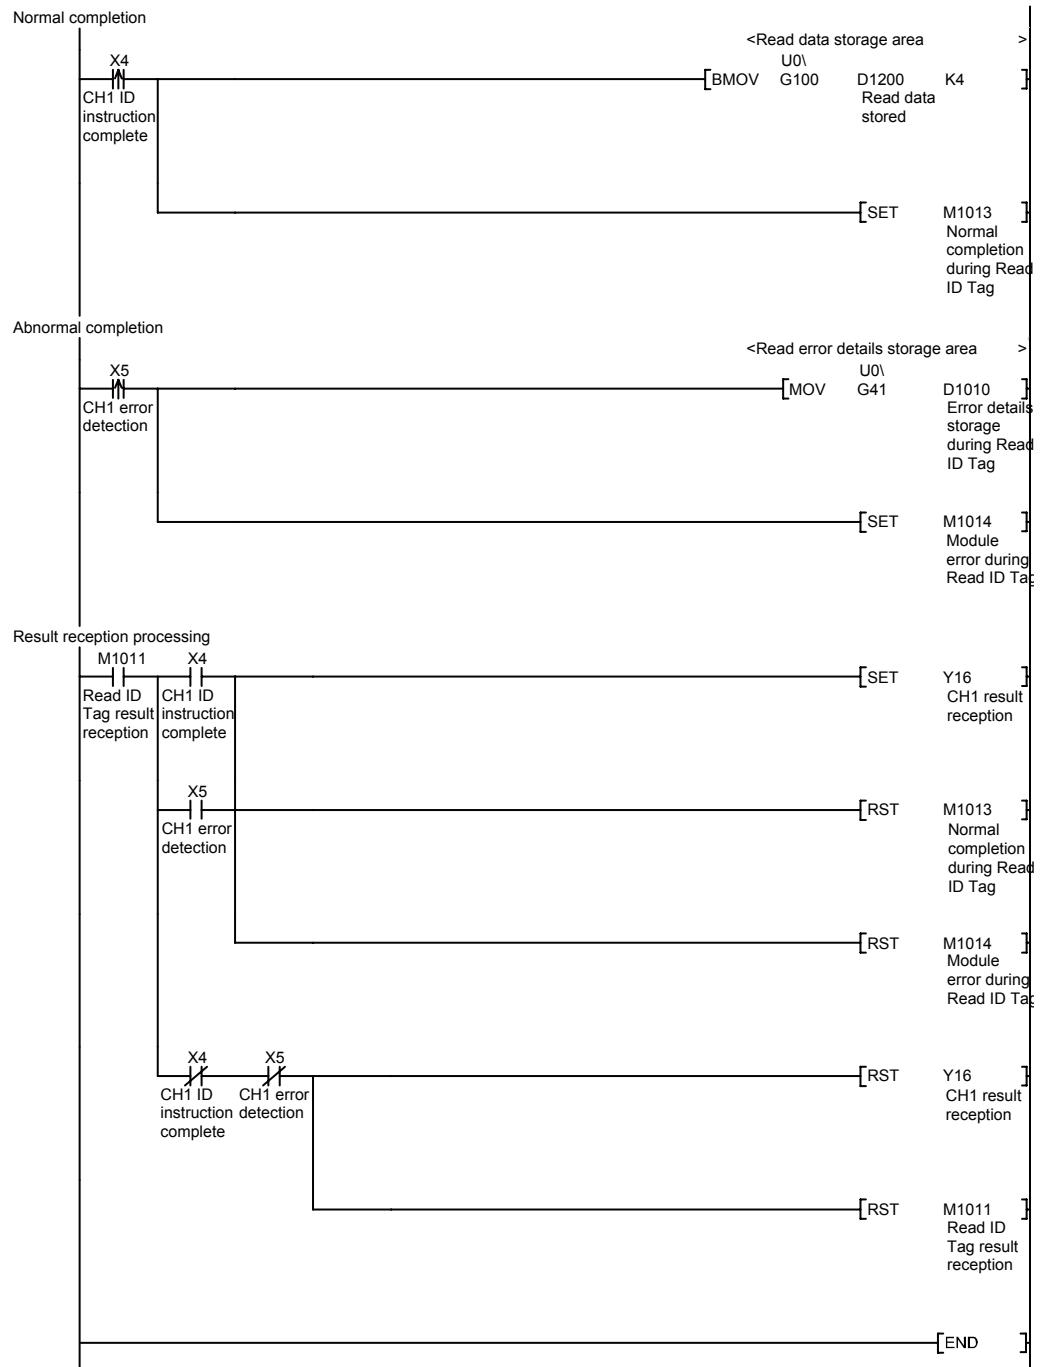 Normal completion
<Read data storage area >
X4 U0\
BMOV G100 D1200 K4
CH1 ID Read data
instruction stored
complete
SET M1013
Normal
completion
during Read
ID Tag
Abnormal completion
<Read error details storage area >
X5 U0\
MOV G41 D1010
CH1 error Error details
detection storage
during Read
ID Tag
SET M1014
Module
error during
Read ID Tag
Result reception processing
M1011 X4
SET Y16
Read ID CH1 ID CH1 result
Tag result instruction reception
reception complete
X5
RST M1013
CH1 error Normal
detection completion
during Read
ID Tag
RST M1014
Module
error during
Read ID Tag
X4 X5
RST Y16
CH1 ID CH1 error CH1 result
instruction detection reception
complete
RST M1011
Read ID
Tag result
reception
END